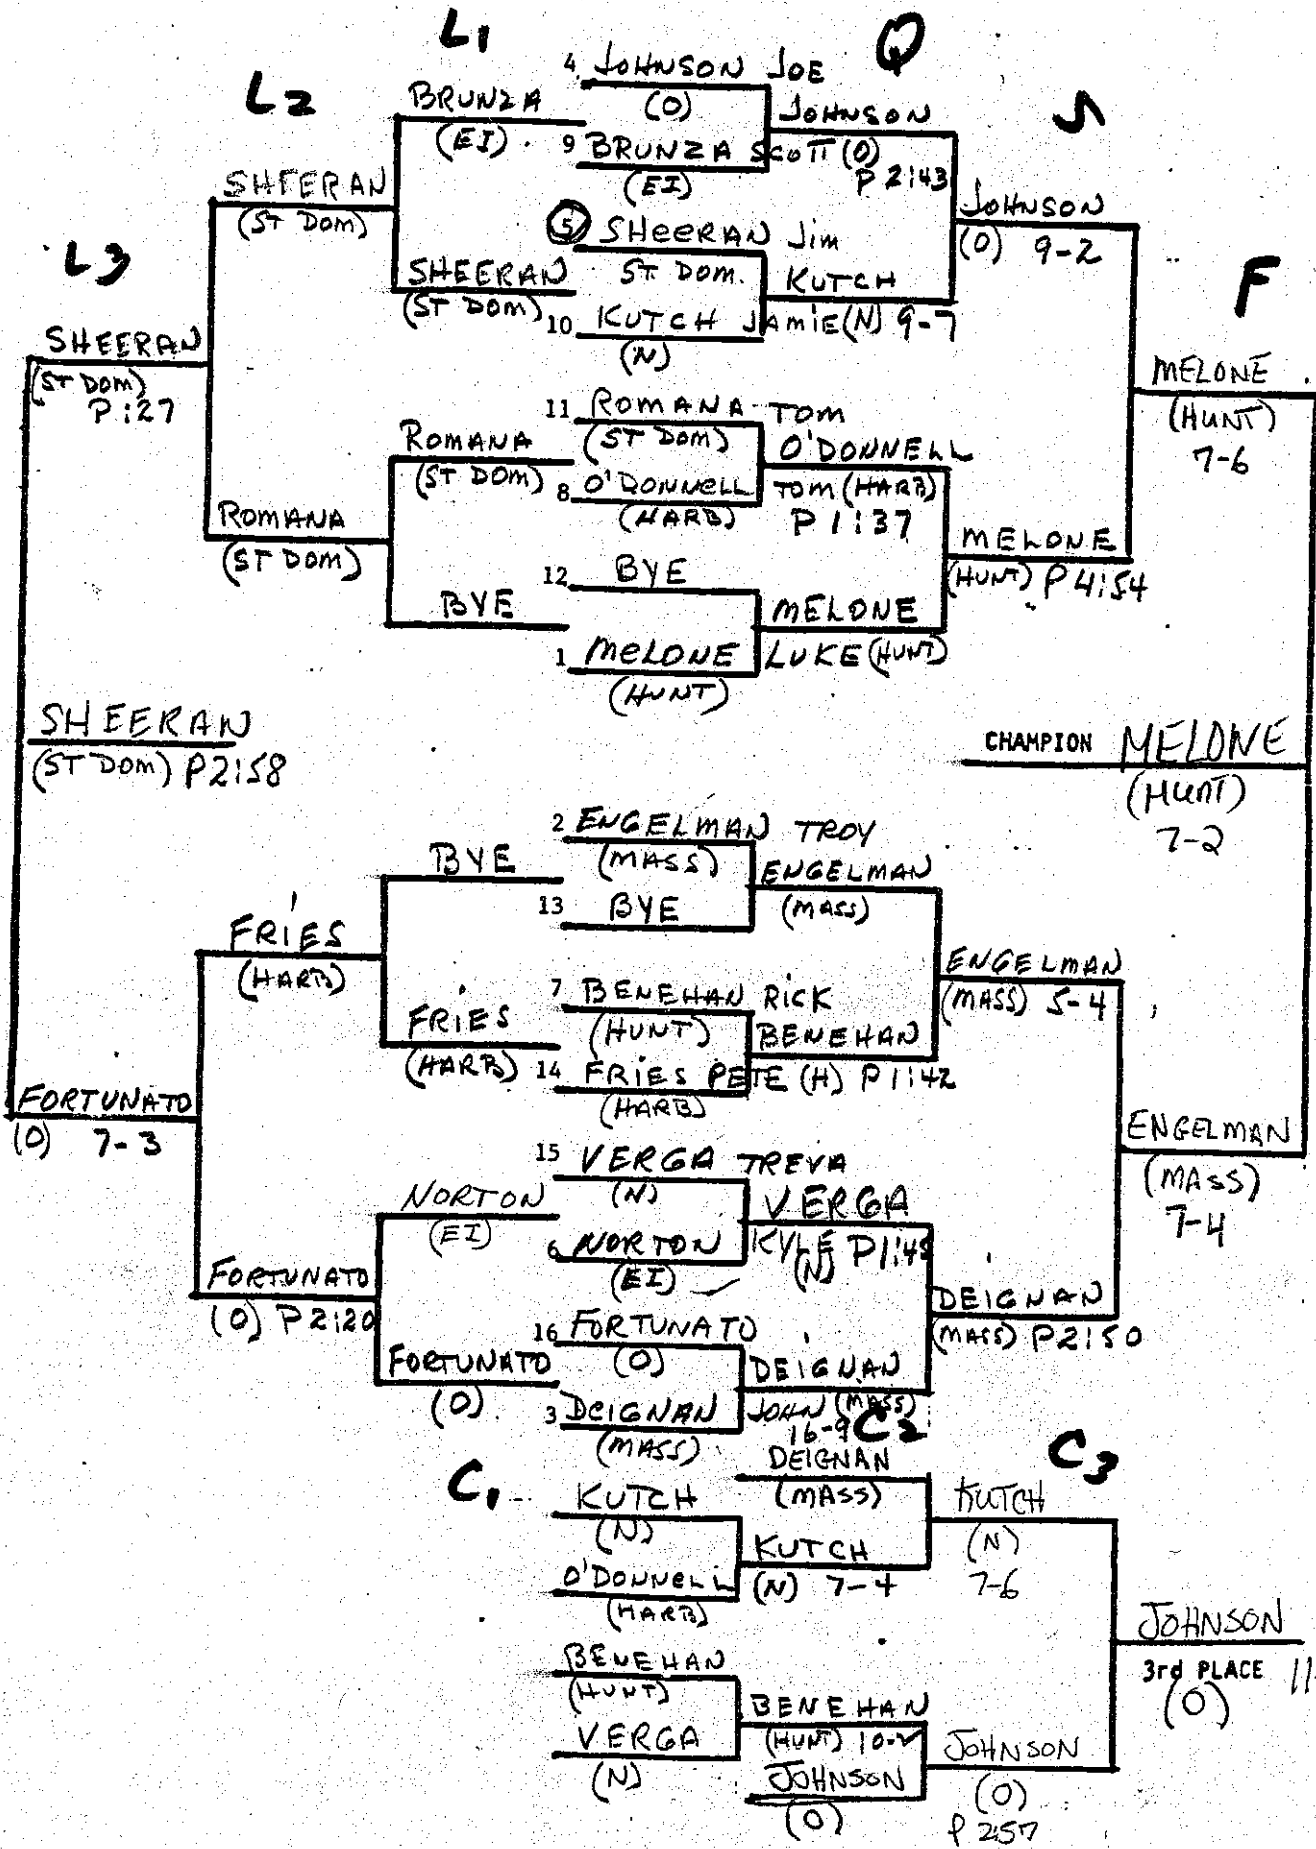 L1
Q
L2
4 JOHNSON JOE
BRUNZA
(O)
JOHNSON
S
(EI)
9 BRUNZA SCOTT (O)
P 2:43
(EI)
SHEERAN
(ST DOM)
JOHNSON
(O) 9-2
5 SHEERAN Jim
ST DOM.
L3
SHEERAN
(ST DOM)
KUTCH
10 KUTCH JAMIE (N) 9-7
(N)
F
SHEERAN
(ST DOM)
P :27
MELONE
(HUNT)
7-6
11 ROMANA TOM
(ST DOM)
ROMANA
(ST DOM)
O'DONNELL
8 O'DONNELL TOM (HARB)
(HARB)
P 1:37
ROMANA
(ST DOM)
MELONE
(HUNT) P 4:54
12 BYE
BYE
MELONE
1 MELONE LUKE (HUNT)
(HUNT)
SHEERAN
(ST DOM) P2:58
CHAMPION MELONE
(HUNT)
7-2
2 ENGELMAN TROY
(MASS)
BYE
ENGELMAN
(MASS)
13 BYE
FRIES
(HARB)
ENGELMAN
(MASS) 5-4
7 BENEHAN RICK
(HUNT)
FRIES
(HARB)
BENEHAN
14 FRIES PETE (H) P 1:42
(HARB)
FORTUNATO
(O) 7-3
ENGELMAN
(MASS)
7-4
15 VERGA TREVA
(N)
NORTON
(EI)
VERGA
6 NORTON KYLE P1:45
(EI)
(N)
FORTUNATO
(O) P2:20
DEIGNAN
(MASS) P2:50
16 FORTUNATO
(O)
FORTUNATO
(O)
DEIGNAN
3 DEIGNAN JOHN (MASS)
(MASS)
16-9
C2
C3
C1
DEIGNAN
(MASS)
KUTCH
(N)
KUTCH
(N)
7-6
KUTCH
(N) 7-4
O'DONNELL
(HARB)
JOHNSON
3rd PLACE
(O)
BENEHAN
(HUNT)
BENEHAN
(HUNT)
VERGA
(N)
JOHNSON
(O)
JOHNSON
(O)
P 2:57